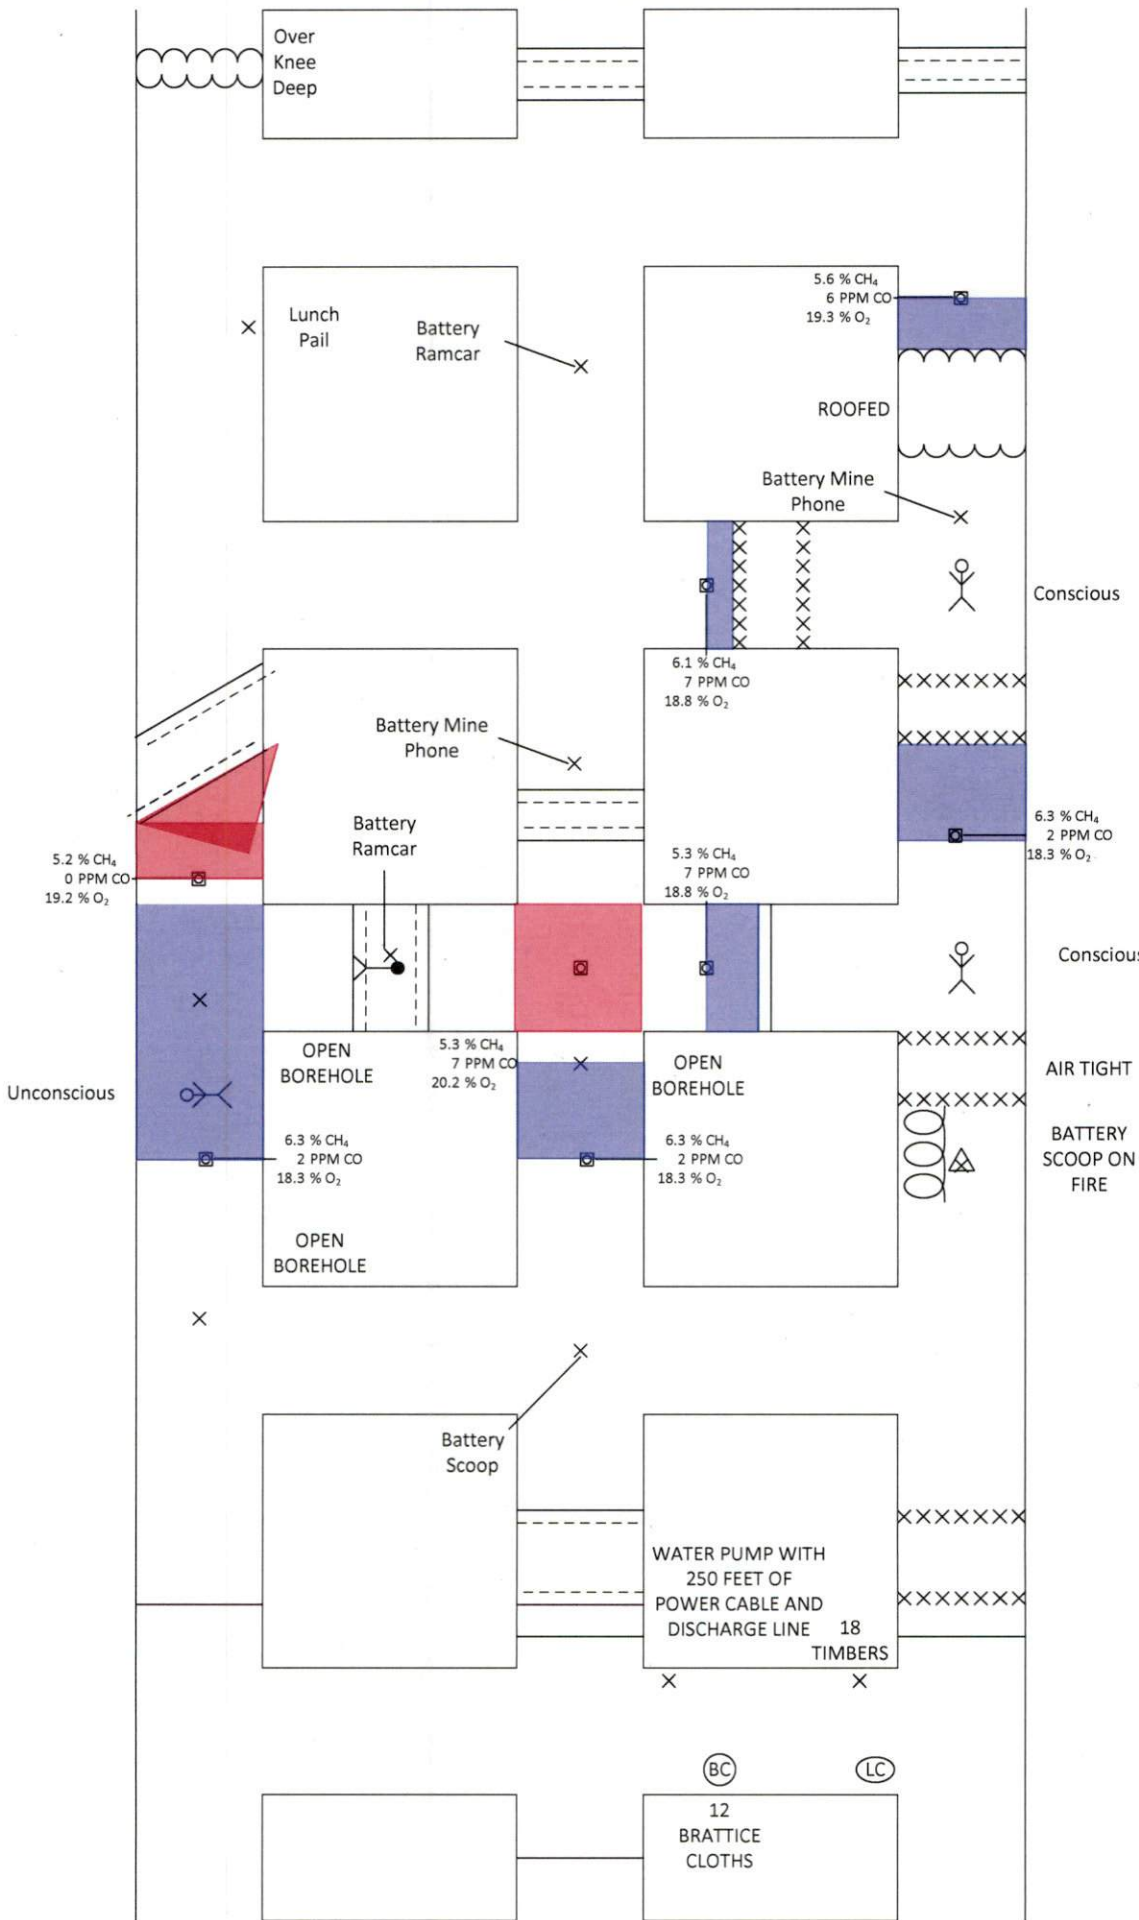 Over
Knee
Deep
5.6 % CH₄
6 PPM CO
19.3 % O₂
Lunch
Pail
Battery
Ramcar
ROOFED
Battery Mine
Phone
Conscious
6.1 % CH₄
7 PPM CO
18.8 % O₂
Battery Mine
Phone
Battery
Ramcar
6.3 % CH₄
2 PPM CO
18.3 % O₂
5.2 % CH₄
0 PPM CO
19.2 % O₂
5.3 % CH₄
7 PPM CO
18.8 % O₂
Conscious
OPEN
BOREHOLE
5.3 % CH₄
7 PPM CO
20.2 % O₂
OPEN
BOREHOLE
AIR TIGHT
Unconscious
BATTERY
SCOOP ON
FIRE
6.3 % CH₄
2 PPM CO
18.3 % O₂
6.3 % CH₄
2 PPM CO
18.3 % O₂
OPEN
BOREHOLE
Battery
Scoop
WATER PUMP WITH
250 FEET OF
POWER CABLE AND
DISCHARGE LINE
18
TIMBERS
BC
LC
12
BRATTICE
CLOTHS